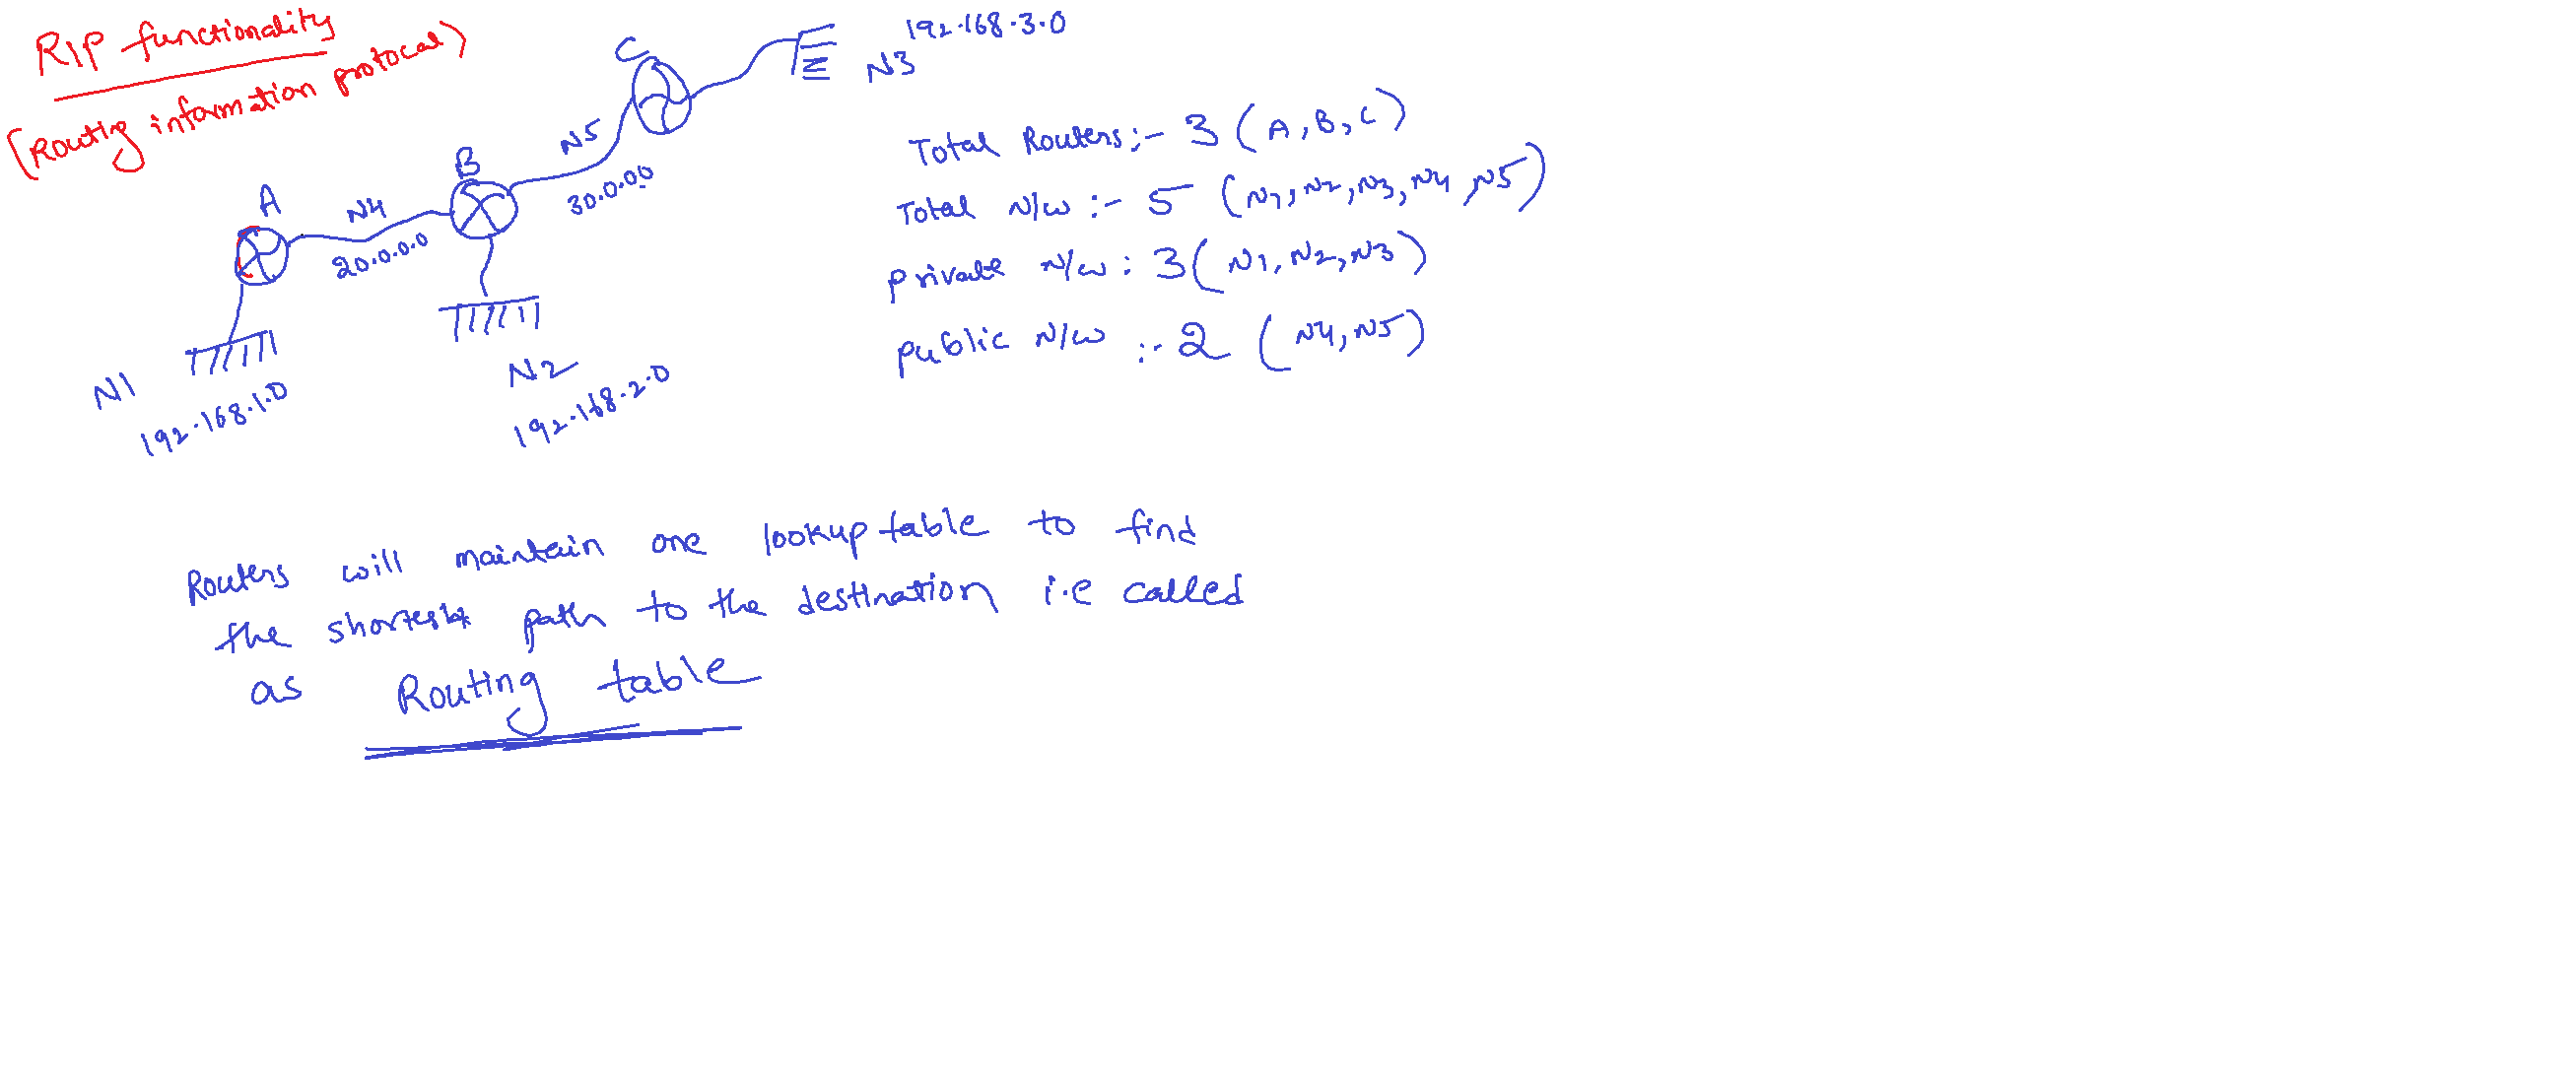 RIP functionality
(Routig information protocal)
192.168.3.0
N3
C
N5
30.0.0.0
B
A
N4
20.0.0.0
N1
192.168.1.0
N2
192.168.2.0
Total Routers :- 3 (A, B, C)
Total N/w :- 5 (N1, N2, N3, N4, N5)
private N/w : 3 (N1, N2, N3)
public N/w :- 2 (N4, N5)
Routers will maintain one lookup table to find
the shortest path to the destination i.e called
as Routing table